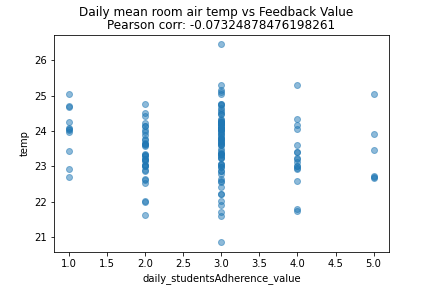 Daily mean room air temp vs Feedback Value
Pearson corr: -0.07324878476198261
26
25
24
23
22
21
temp
1.0 1.5 2.0 2.5 3.0 3.5 4.0 4.5 5.0
daily_studentsAdherence_value